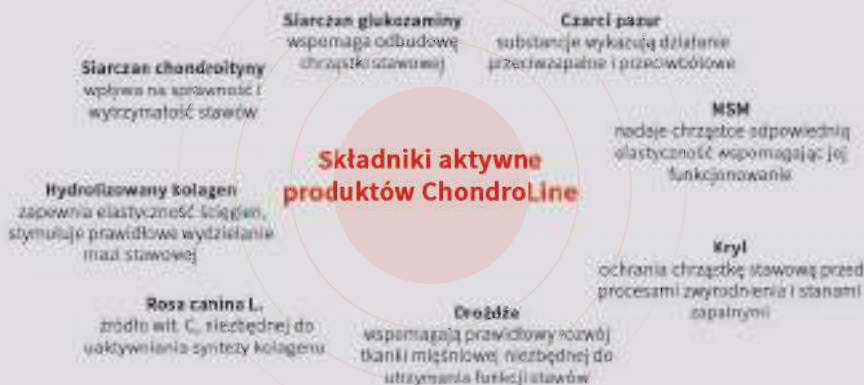 Siarczan glukozaminy
wspomaga odbudowę
chrząstki stawowej
Czarci pazur
substancje wykazują działanie
przeciwzapalne i przeciwbólowe
Siarczan chondroityny
wpływa na sprawność i
wytrzymałość stawów
MSM
nadaje chrząstce odpowiednią
elastyczność wspomagając jej
funkcjonowanie
Składniki aktywne
produktów ChondroLine
Hydrolizowany kolagen
zapewnia elastyczność ścięgien,
stymuluje prawidłowe wydzielanie
mazi stawowej
Kryl
ochrania chrząstkę stawową przed
procesami zwyrodnienia i stanami
zapalnymi
Rosa canina L.
źródło wit. C, niezbędnej do
uaktywniania syntezy kolagenu
Drożdże
wspomagają prawidłowy rozwój
tkanki mięśniowej niezbędnej do
utrzymania funkcji stawów